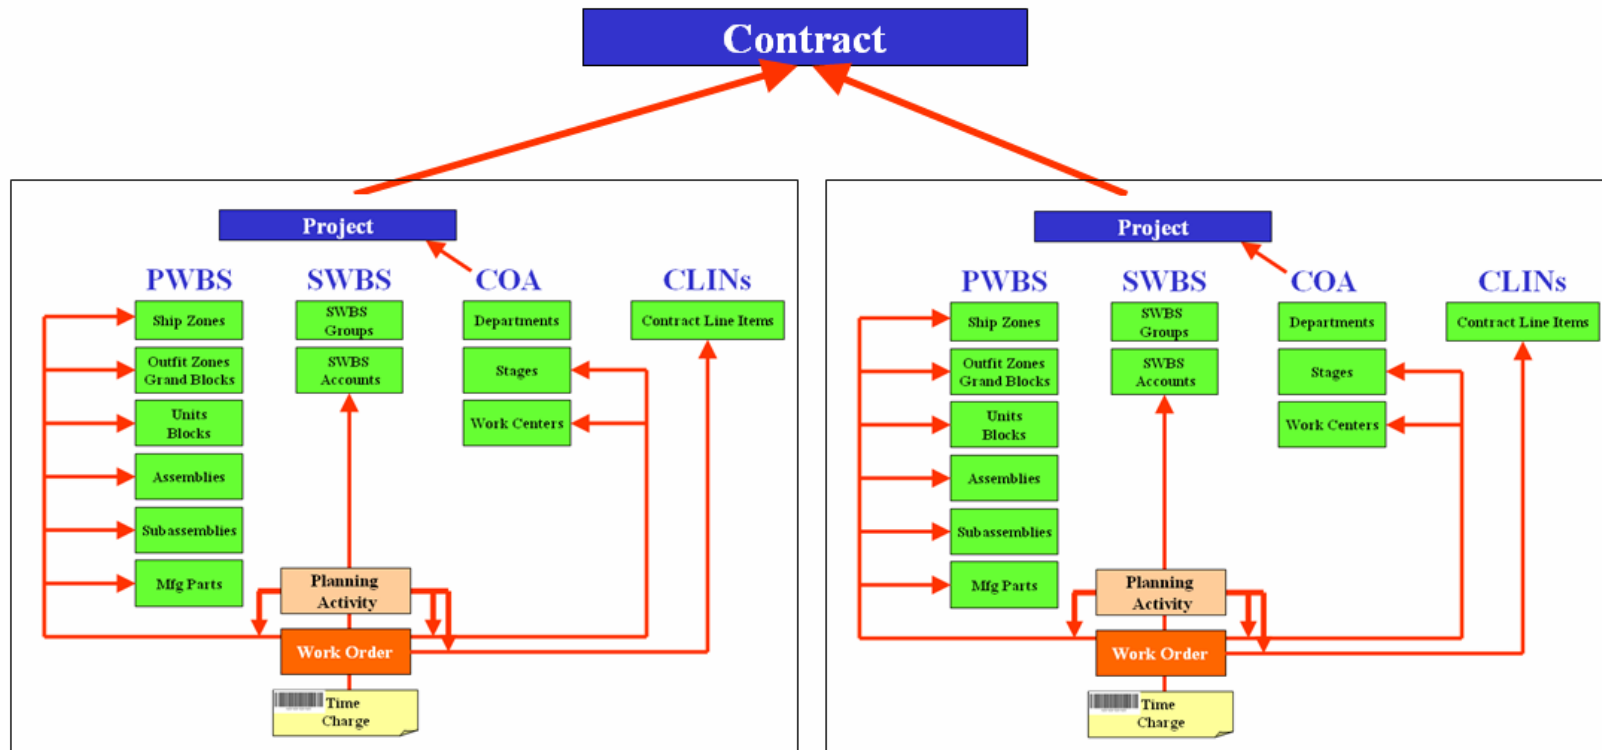 Contract
Project
PWBS
SWBS
COA
CLINs
Ship Zones
SWBS
Groups
Departments
Contract Line Items
Outfit Zones
Grand Blocks
SWBS
Accounts
Stages
Units
Blocks
Work Centers
Assemblies
Subassemblies
Mfg Parts
Planning
Activity
Work Order
Time
Charge
Project
PWBS
SWBS
COA
CLINs
Ship Zones
SWBS
Groups
Departments
Contract Line Items
Outfit Zones
Grand Blocks
SWBS
Accounts
Stages
Units
Blocks
Work Centers
Assemblies
Subassemblies
Mfg Parts
Planning
Activity
Work Order
Time
Charge